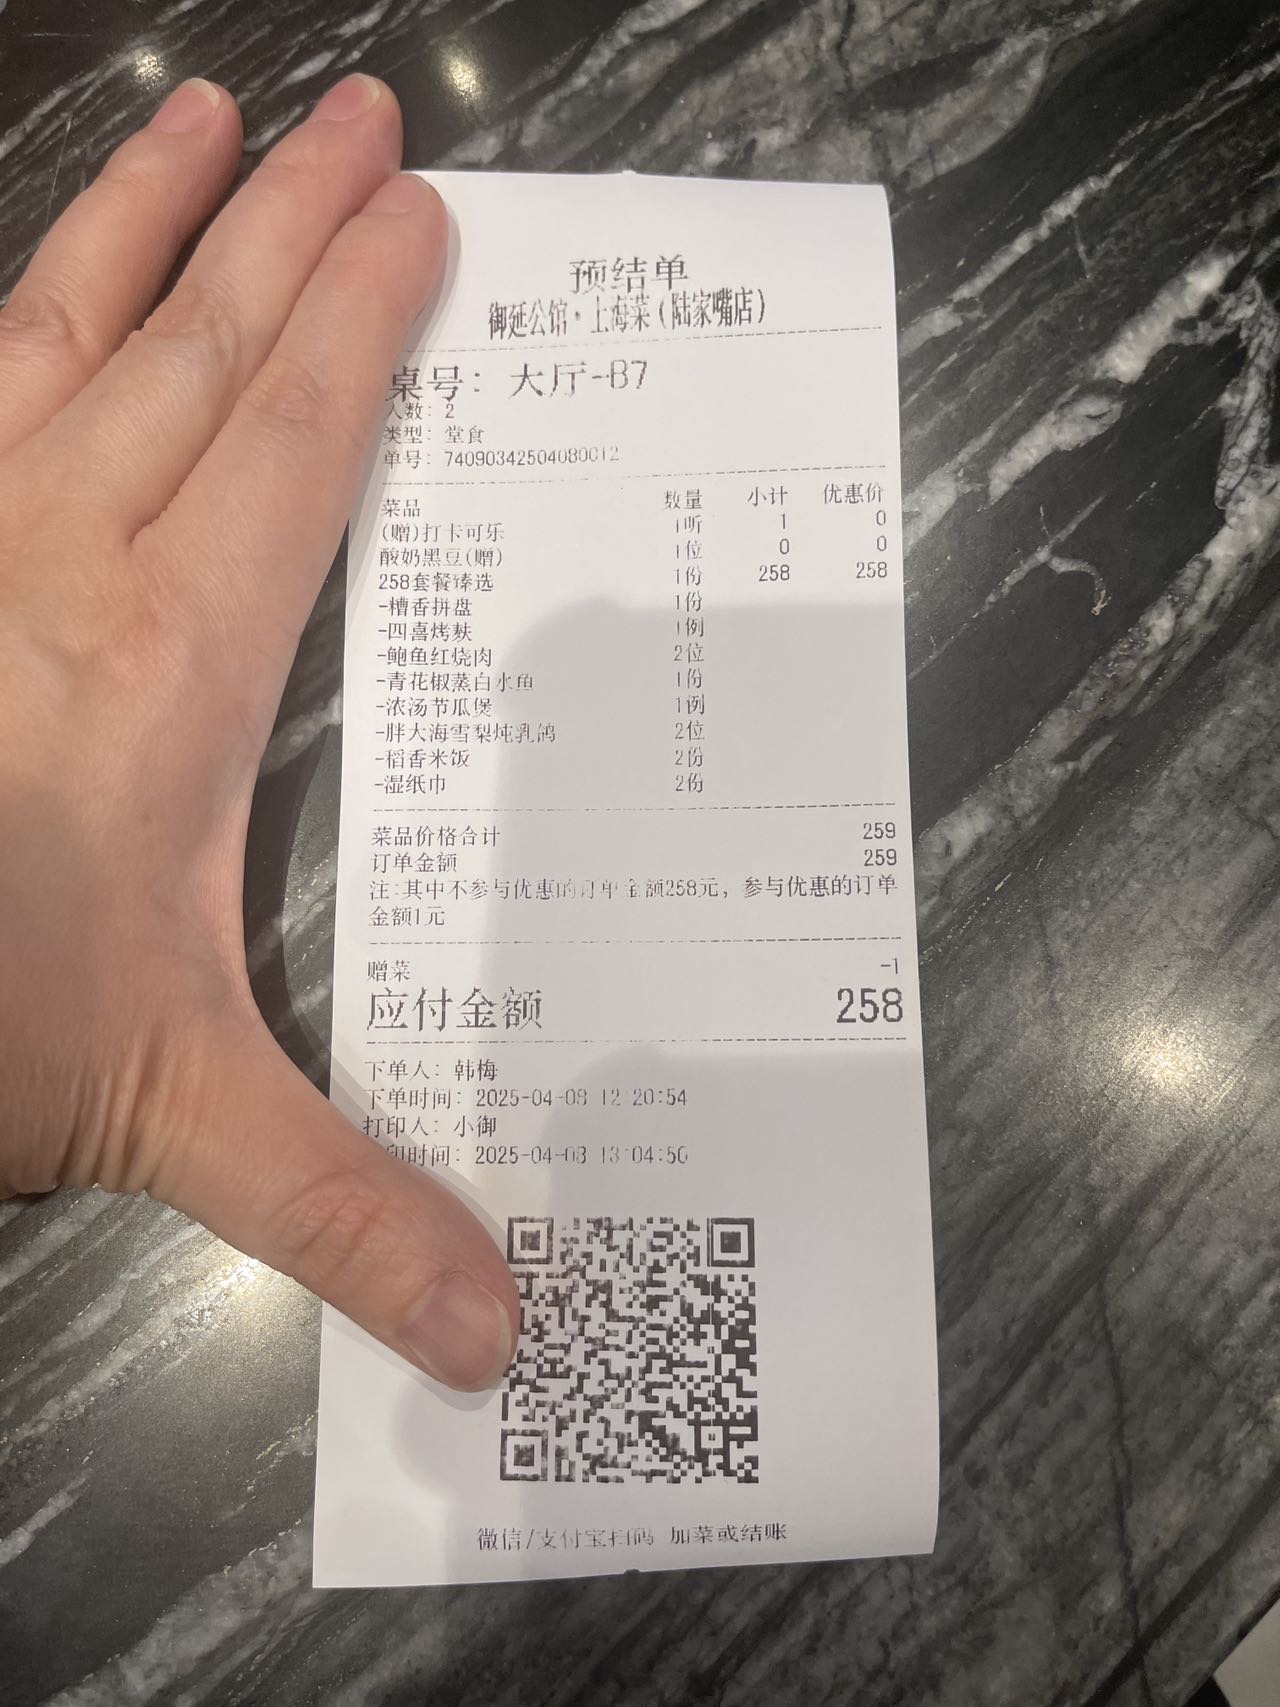 预结单
御延公馆·上海菜(陆家嘴店)
桌号: 大厅-B7
人数: 2
类型: 堂食
单号: 74090342504080012
菜品 数量 小计 优惠价
(赠)打卡可乐 1听 1 0
酸奶黑豆(赠) 1位 0 0
258套餐臻选 1份 258 258
-糟香拼盘 1份
-四喜烤麸 1例
-鲍鱼红烧肉 2位
-青花椒蒸白水鱼 1份
-浓汤节瓜煲 1例
-胖大海雪梨炖乳鸽 2位
-稻香米饭 2份
-湿纸巾 2份
菜品价格合计 259
订单金额 259
注:其中不参与优惠的订单金额258元, 参与优惠的订单
金额1元
赠菜 -1
应付金额 258
下单人: 韩梅
下单时间: 2025-04-08 12:20:54
打印人: 小御
印时间: 2025-04-08 13:04:50
微信/支付宝扫码 加菜或结账